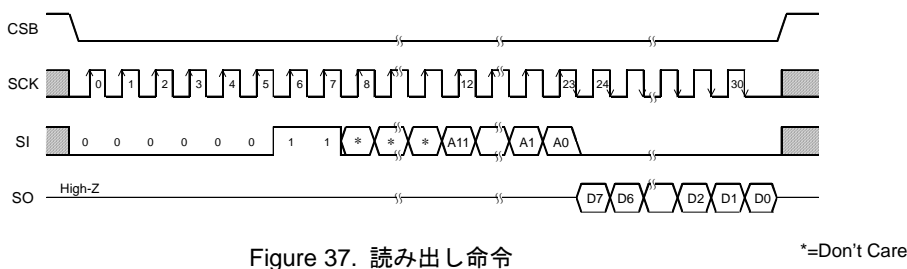 CSB
SCK 0 1 2 3 4 5 6 7 8 12 23 24 30
SI 0 0 0 0 0 0 1 1 * * * A11 A1 A0
SO High-Z D7 D6 D2 D1 D0
Figure 37. 読み出し命令
*=Don't Care